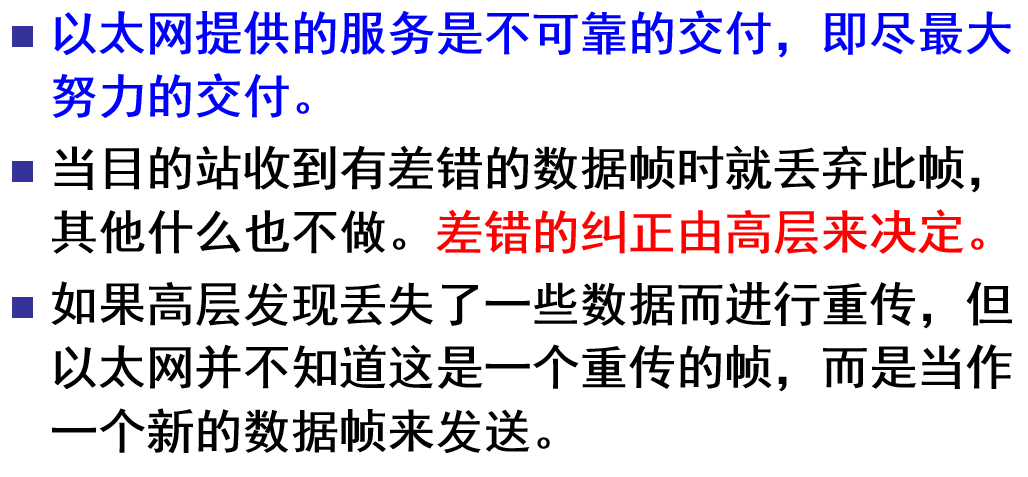 以太网提供的服务是不可靠的交付，即尽最大
努力的交付。
当目的站收到有差错的数据帧时就丢弃此帧，
其他什么也不做。差错的纠正由高层来决定。
如果高层发现丢失了一些数据而进行重传，但
以太网并不知道这是一个重传的帧，而是当作
一个新的数据帧来发送。